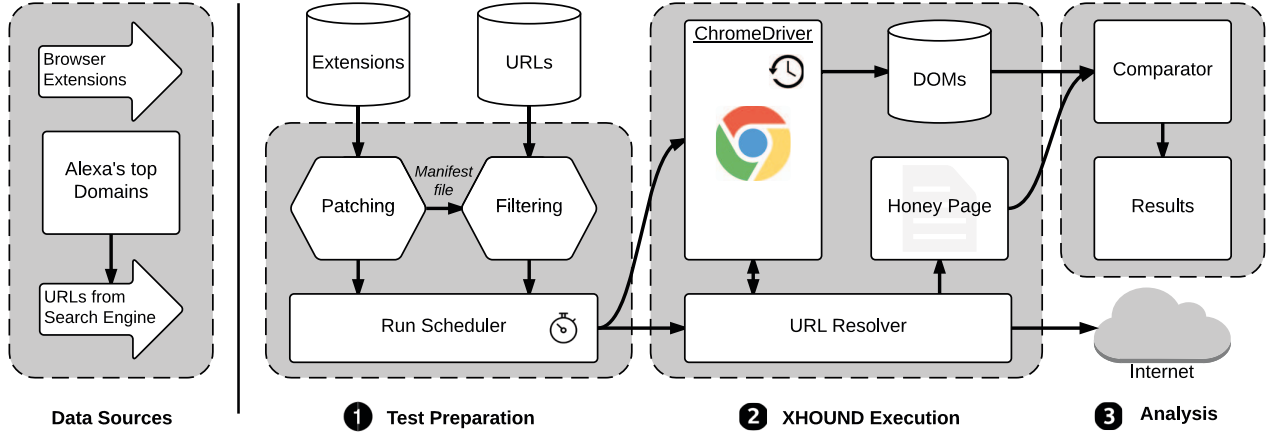 Browser
Extensions
Alexa's top
Domains
URLs from
Search Engine
Data Sources
Extensions
URLs
Manifest
file
Patching
Filtering
Run Scheduler
1 Test Preparation
ChromeDriver
DOMs
Honey Page
URL Resolver
2 XHOUND Execution
Comparator
Results
Internet
3 Analysis